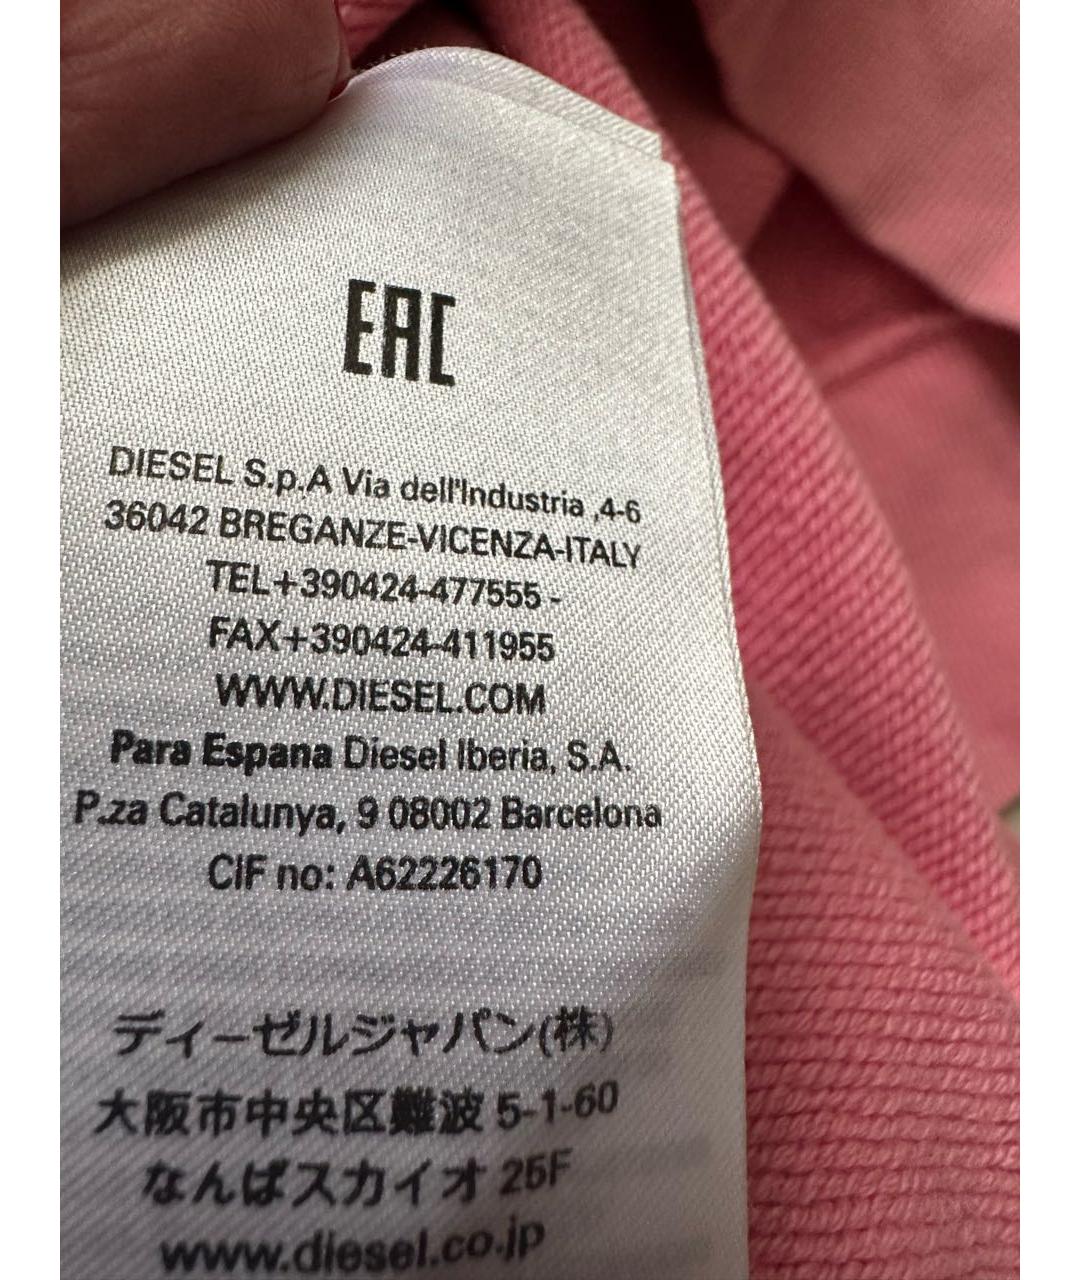 EAC
DIESEL S.p.A Via dell'Industria ,4-6
36042 BREGANZE-VICENZA-ITALY
TEL+390424-477555 -
FAX+390424-411955
WWW.DIESEL.COM
Para Espana Diesel Iberia, S.A.
P.za Catalunya, 9 08002 Barcelona
CIF no: A62226170
ディーゼルジャパン(株)
大阪市中央区難波 5-1-60
なんばスカイオ 25F
www.diesel.co.jp